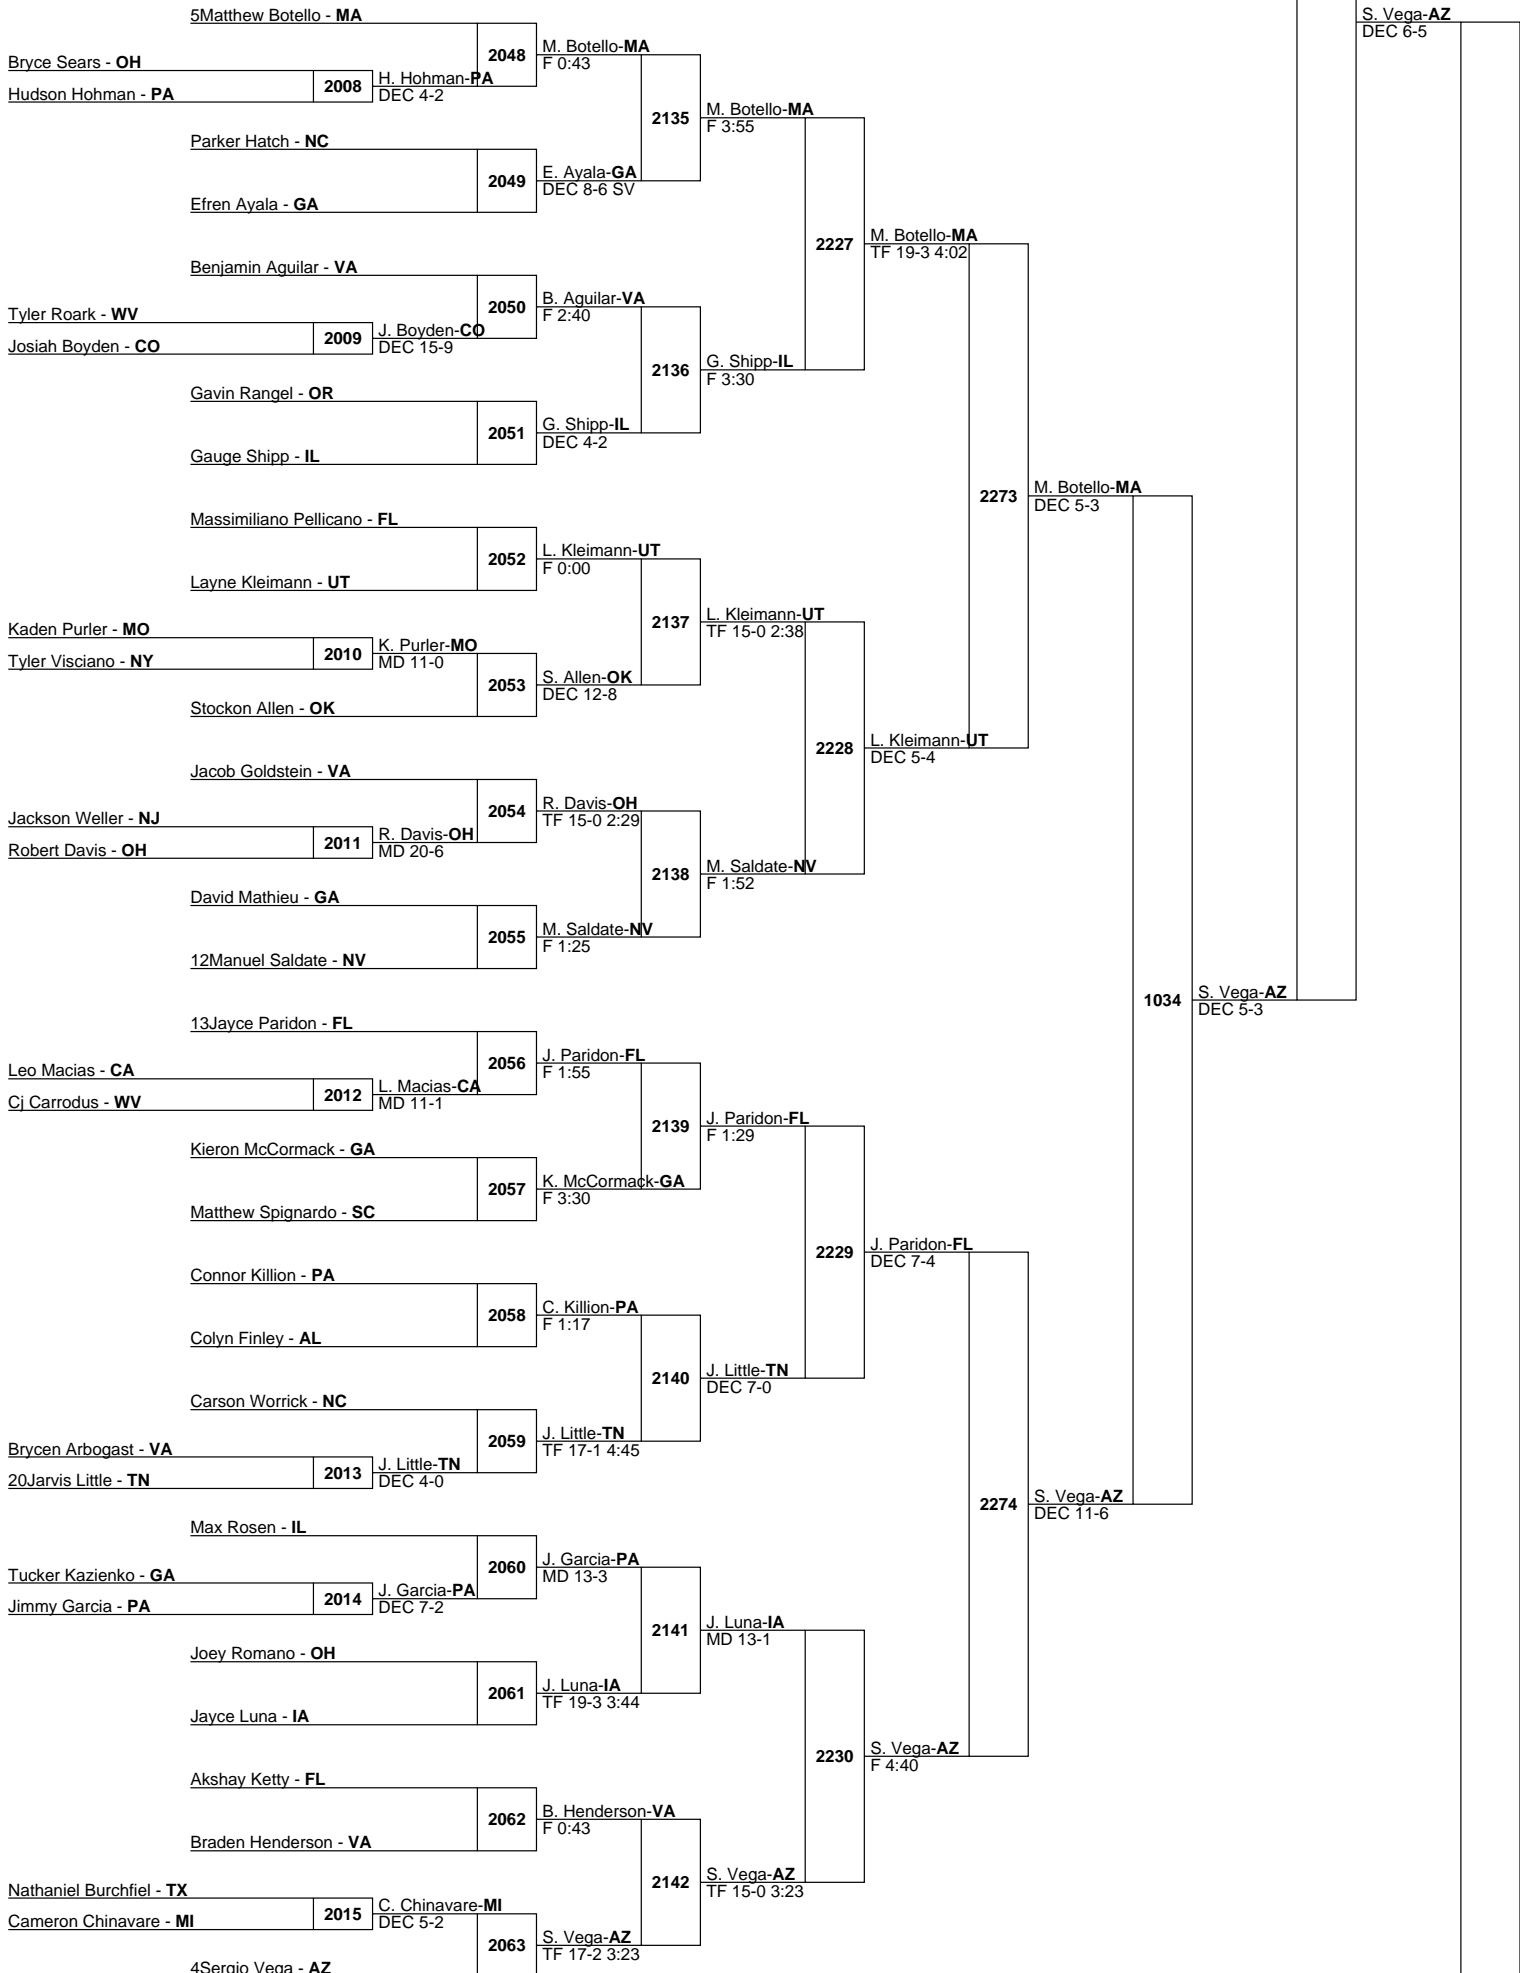 5Matthew Botello - MA
S. Vega-AZ
DEC 6-5
2048
M. Botello-MA
F 0:43
Bryce Sears - OH
2008
H. Hohman-PA
DEC 4-2
Hudson Hohman - PA
2135
M. Botello-MA
F 3:55
Parker Hatch - NC
2049
E. Ayala-GA
DEC 8-6 SV
Efren Ayala - GA
2227
M. Botello-MA
TF 19-3 4:02
Benjamin Aguilar - VA
2050
B. Aguilar-VA
F 2:40
Tyler Roark - WV
2009
J. Boyden-CO
DEC 15-9
Josiah Boyden - CO
2136
G. Shipp-IL
F 3:30
Gavin Rangel - OR
2051
G. Shipp-IL
DEC 4-2
Gauge Shipp - IL
2273
M. Botello-MA
DEC 5-3
Massimiliano Pellicano - FL
2052
L. Kleimann-UT
F 0:00
Layne Kleimann - UT
2137
L. Kleimann-UT
TF 15-0 2:38
Kaden Purler - MO
2010
K. Purler-MO
MD 11-0
Tyler Visciano - NY
2053
S. Allen-OK
DEC 12-8
Stockon Allen - OK
2228
L. Kleimann-UT
DEC 5-4
Jacob Goldstein - VA
2054
R. Davis-OH
TF 15-0 2:29
Jackson Weller - NJ
2011
R. Davis-OH
MD 20-6
Robert Davis - OH
2138
M. Saldate-NV
F 1:52
David Mathieu - GA
2055
M. Saldate-NV
F 1:25
12Manuel Saldate - NV
1034
S. Vega-AZ
DEC 5-3
13Jayce Paridon - FL
2056
J. Paridon-FL
F 1:55
Leo Macias - CA
2012
L. Macias-CA
MD 11-1
Cj Carrodus - WV
2139
J. Paridon-FL
F 1:29
Kieron McCormack - GA
2057
K. McCormack-GA
F 3:30
Matthew Spignardo - SC
2229
J. Paridon-FL
DEC 7-4
Connor Killion - PA
2058
C. Killion-PA
F 1:17
Colyn Finley - AL
2140
J. Little-TN
DEC 7-0
Carson Worrick - NC
2059
J. Little-TN
TF 17-1 4:45
Brycen Arbogast - VA
2013
J. Little-TN
DEC 4-0
20Jarvis Little - TN
2274
S. Vega-AZ
DEC 11-6
Max Rosen - IL
2060
J. Garcia-PA
MD 13-3
Tucker Kazienko - GA
2014
J. Garcia-PA
DEC 7-2
Jimmy Garcia - PA
2141
J. Luna-IA
MD 13-1
Joey Romano - OH
2061
J. Luna-IA
TF 19-3 3:44
Jayce Luna - IA
2230
S. Vega-AZ
F 4:40
Akshay Ketty - FL
2062
B. Henderson-VA
F 0:43
Braden Henderson - VA
2142
S. Vega-AZ
TF 15-0 3:23
Nathaniel Burchfiel - TX
2015
C. Chinavare-MI
DEC 5-2
Cameron Chinavare - MI
2063
S. Vega-AZ
TF 17-2 3:23
4Sergio Vega - AZ